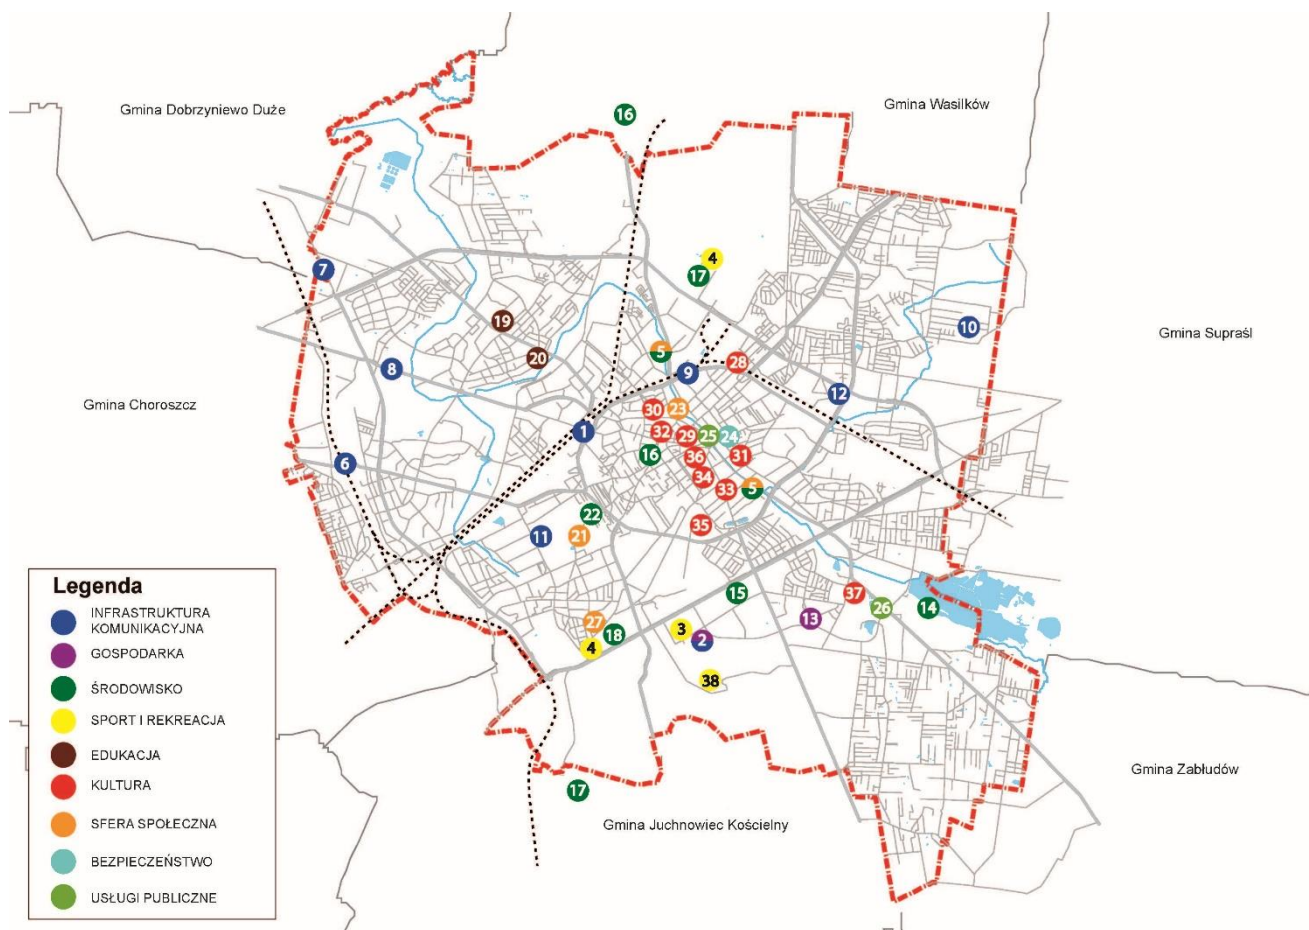 Gmina Dobrzyniewo Duże
Gmina Wasilków
16
4
17
7
10
Gmina Supraśl
19
20
5
9
28
8
12
Gmina Choroszcz
30
23
1
32
29
25
24
16
36
31
6
34
33
5
22
35
11
21
15
37
14
26
13
27
18
3
2
4
38
Gmina Zabłudów
17
Gmina Juchnowiec Kościelny
Legenda
INFRASTRUKTURA
KOMUNIKACYJNA
GOSPODARKA
ŚRODOWISKO
SPORT I REKREACJA
EDUKACJA
KULTURA
SFERA SPOŁECZNA
BEZPIECZEŃSTWO
USŁUGI PUBLICZNE